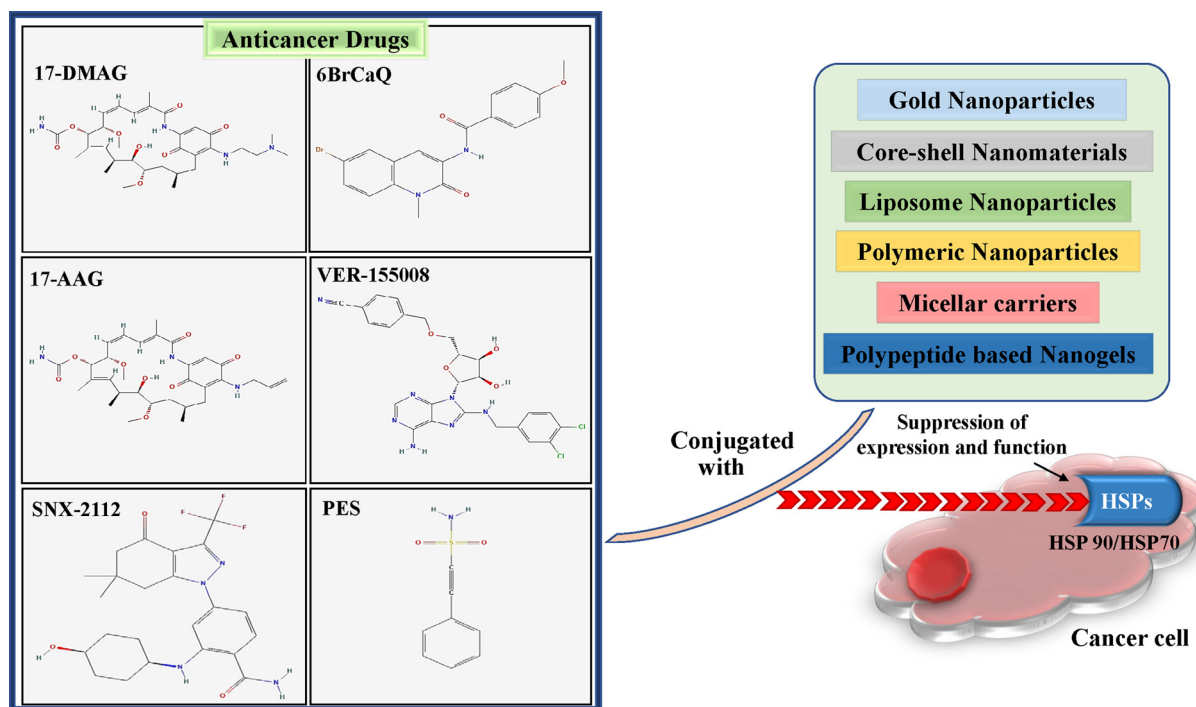 Anticancer Drugs
17-DMAG
6BrCaQ
17-AAG
VER-155008
SNX-2112
PES
Gold Nanoparticles
Core-shell Nanomaterials
Liposome Nanoparticles
Polymeric Nanoparticles
Micellar carriers
Polypeptide based Nanogels
Conjugated
with
Suppression of
expression and function
HSPs
HSP 90/HSP70
Cancer cell